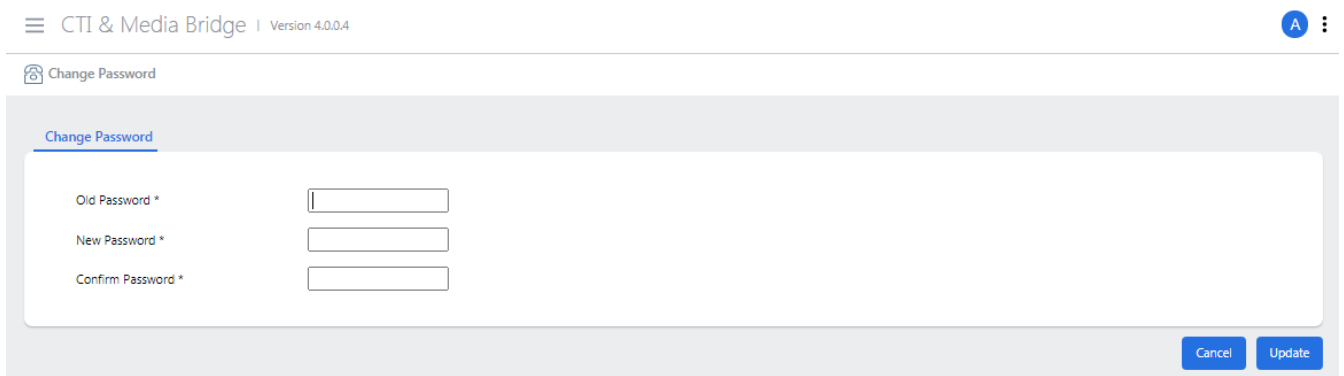 CTI & Media Bridge | Version 4.0.0.4 A
Change Password
Change Password
Old Password *
New Password *
Confirm Password *
Cancel Update